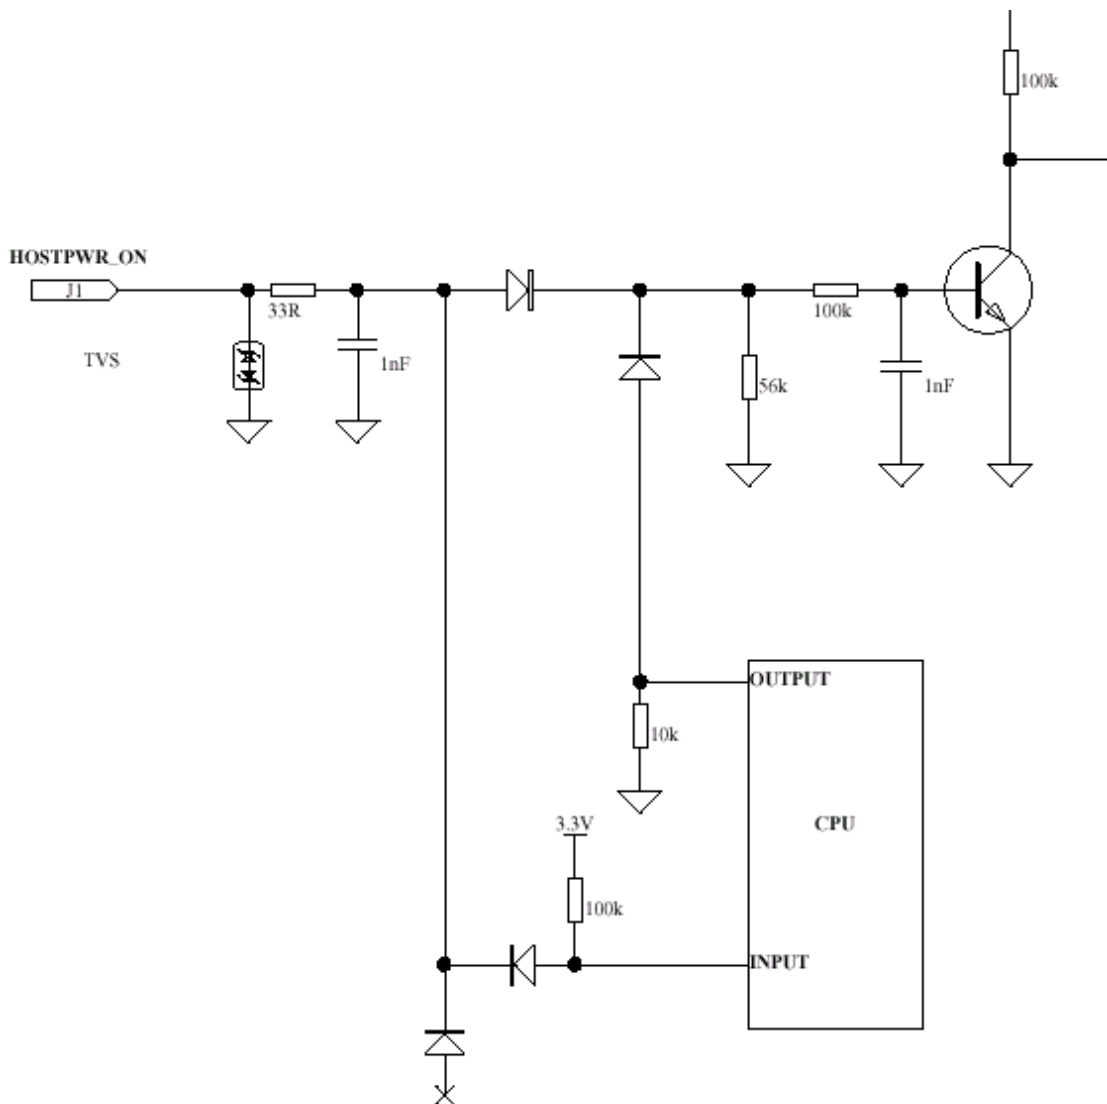 100k
HOSTPWR_ON
J1
33R
100k
TVS
1nF
56k
1nF
OUTPUT
10k
CPU
3.3V
100k
INPUT